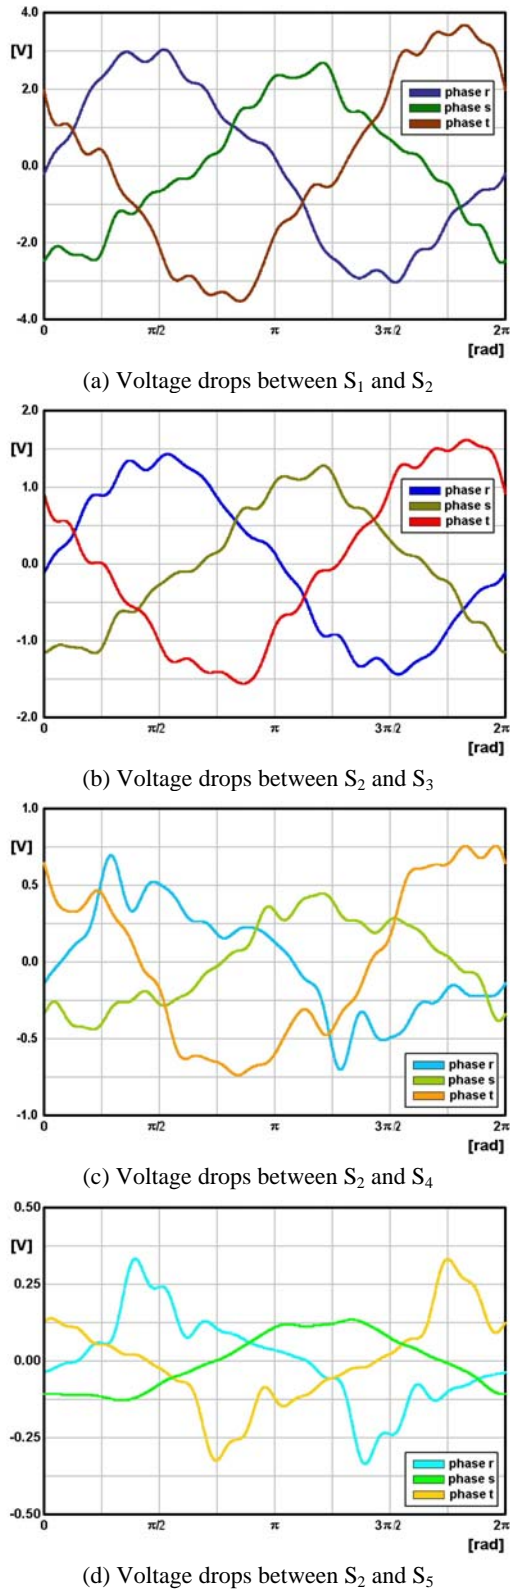 4.0
[V]
2.0
phase r
phase s
phase t
0.0
-2.0
-4.0
0 π/2 π 3π/2 2π
[rad]
(a) Voltage drops between S1 and S2
2.0
[V]
1.0
phase r
phase s
phase t
0.0
-1.0
-2.0
0 π/2 π 3π/2 2π
[rad]
(b) Voltage drops between S2 and S3
1.0
[V]
0.5
0.0
-0.5
phase r
phase s
phase t
-1.0
0 π/2 π 3π/2 2π
[rad]
(c) Voltage drops between S2 and S4
0.50
[V]
0.25
0.00
-0.25
phase r
phase s
phase t
-0.50
0 π/2 π 3π/2 2π
[rad]
(d) Voltage drops between S2 and S5